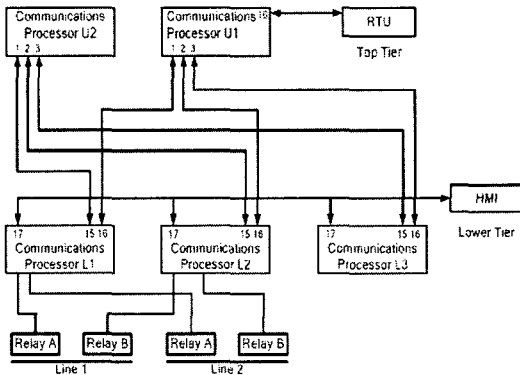 Communications
Processor U2
1 2 3
Communications
Processor U1
16
1 2 3
RTU
Top Tier
HMI
Lower Tier
17 15 16
Communications
Processor L1
17 15 16
Communications
Processor L2
17 15 16
Communications
Processor L3
Relay A
Relay B
Relay A
Relay B
Line 1
Line 2